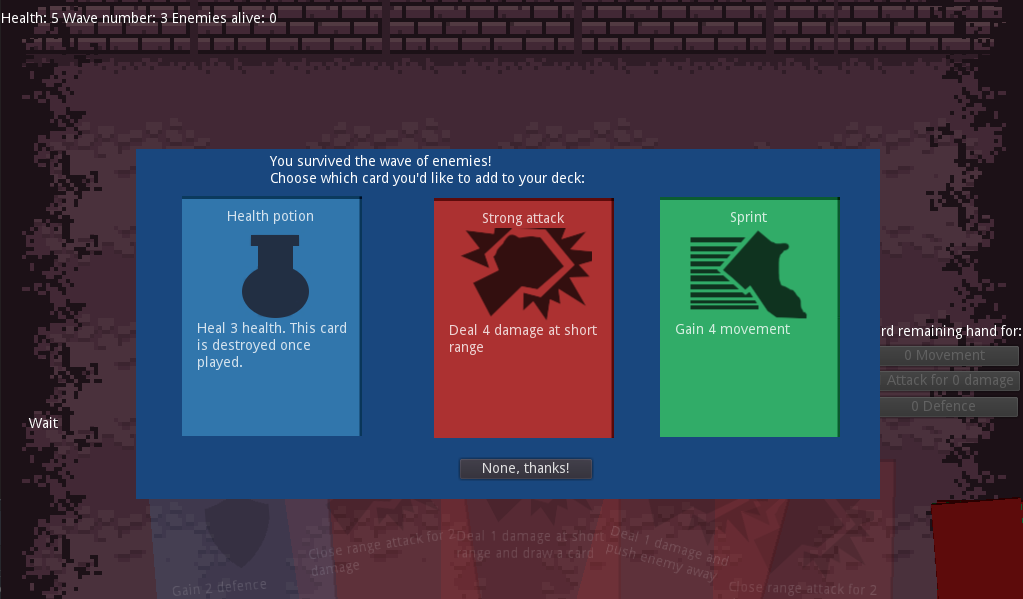 Health: 5 Wave number: 3 Enemies alive: 0
You survived the wave of enemies!
Choose which card you'd like to add to your deck:
Health potion
Heal 3 health. This card
is destroyed once
played.
Strong attack
Deal 4 damage at short
range
Sprint
Gain 4 movement
rd remaining hand for:
0 Movement
Attack for 0 damage
0 Defence
Wait
None, thanks!
Gain 2 defence
Close range attack for 2
damage
Deal 1 damage at short
range and draw a card
Deal 1 damage and
push enemy away
Close range attack for 2